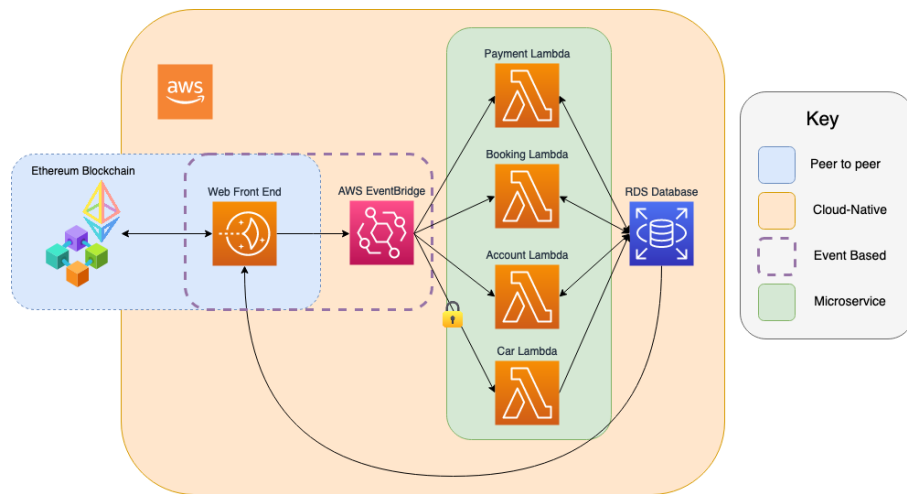 Payment Lambda
aws
Key
Booking Lambda
Peer to peer
Ethereum Blockchain
Web Front End
AWS EventBridge
RDS Database
Cloud-Native
Event Based
Account Lambda
Microservice
Car Lambda